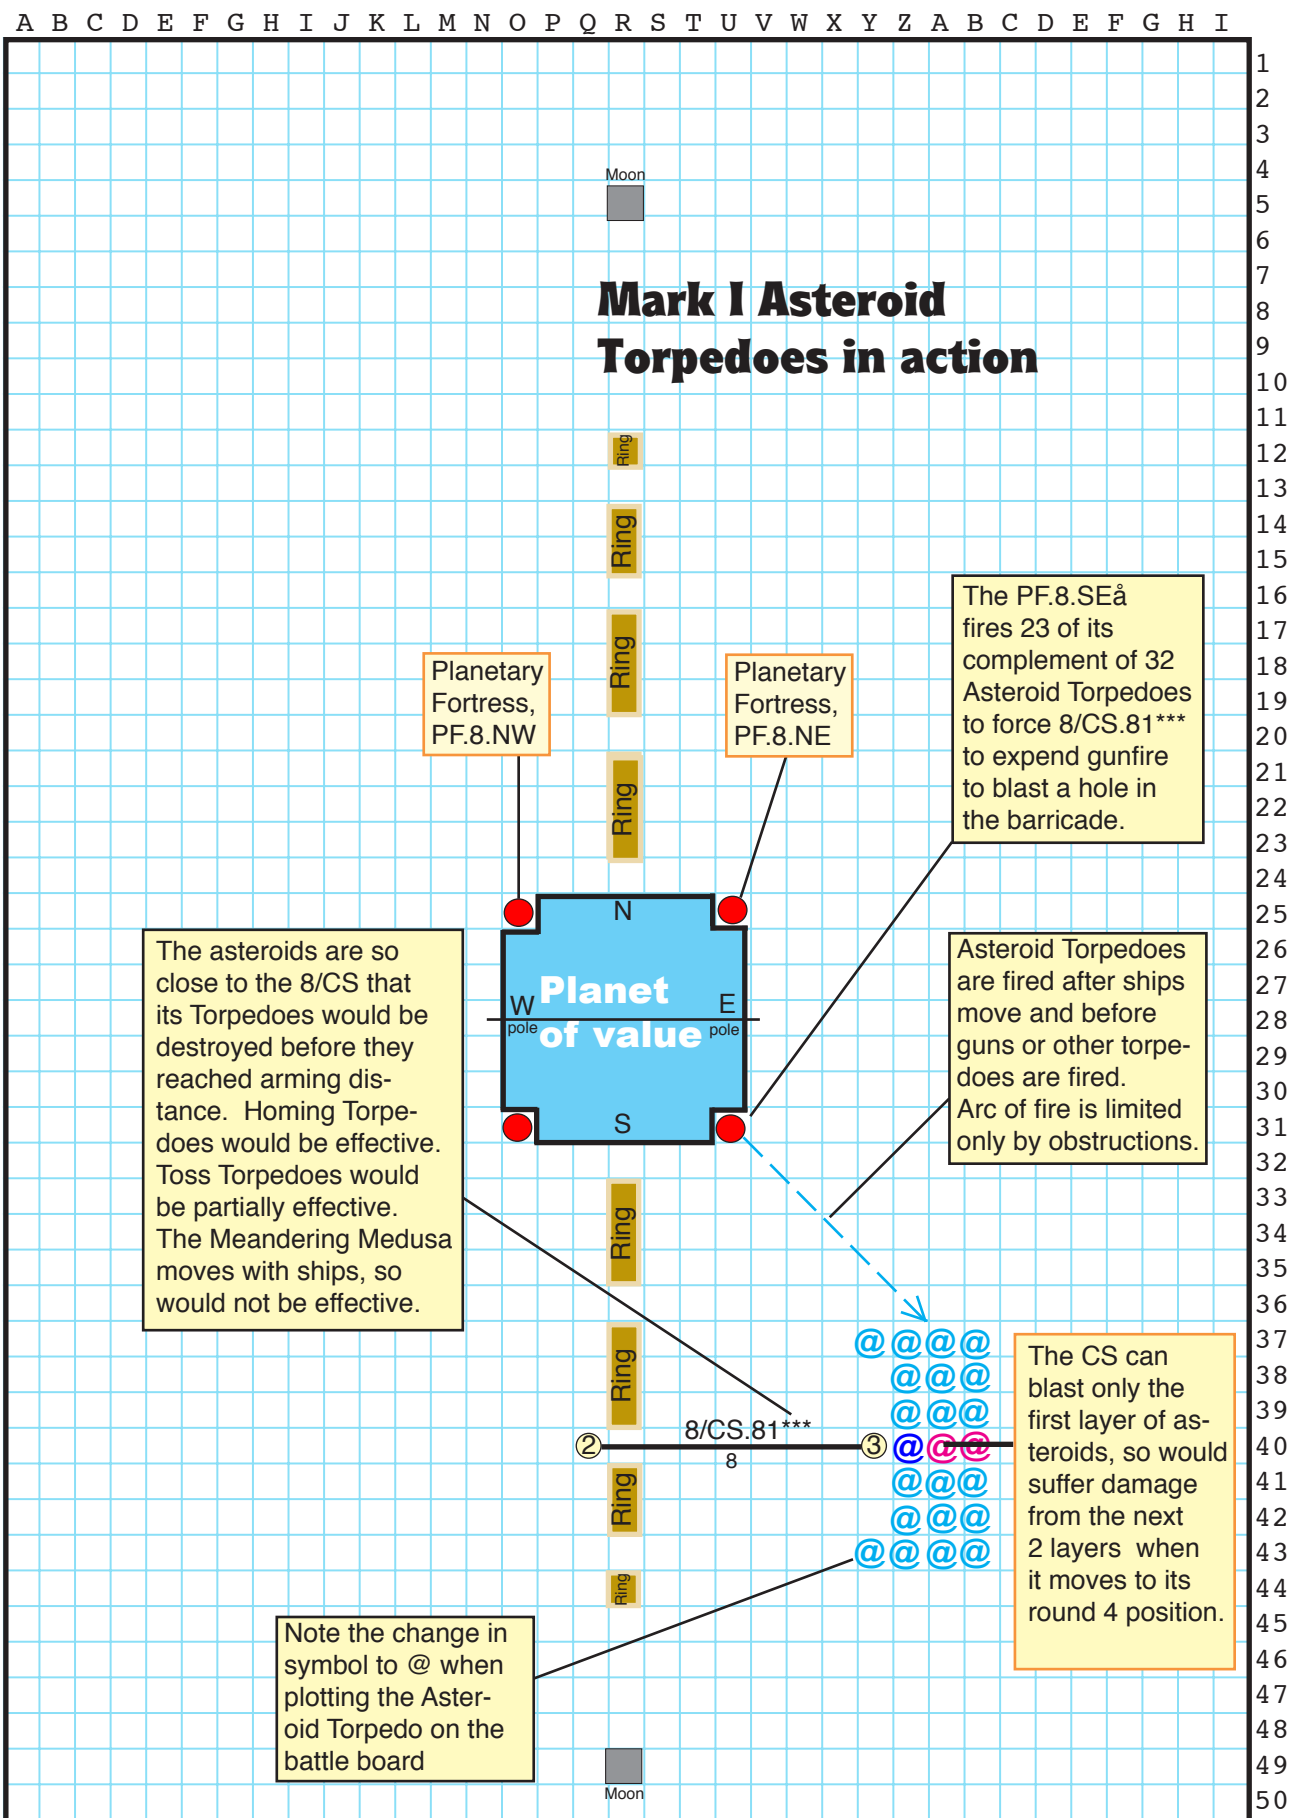 A B C D E F G H I J K L M N O P Q R S T U V W X Y Z A B C D E F G H I
1
2
3
4
Moon
5
6
7
Mark I Asteroid
8
9
Torpedoes in action
10
11
12
Ring
13
14
Ring
15
16
17
18
19
20
21
22
23
24
25
26
27
28
29
30
31
32
33
34
35
36
37
38
39
40
41
42
43
44
45
46
47
48
49
50
Ring
Ring
The PF.8.SEå
fires 23 of its
complement of 32
Asteroid Torpedoes
to force 8/CS.81***
to expend gunfire
to blast a hole in
the barricade.
Planetary
Fortress,
PF.8.NW
Planetary
Fortress,
PF.8.NE
N
W
pole
Planet
of value
E
pole
S
The asteroids are so
close to the 8/CS that
its Torpedoes would be
destroyed before they
reached arming dis-
tance. Homing Torpe-
does would be effective.
Toss Torpedoes would
be partially effective.
The Meandering Medusa
moves with ships, so
would not be effective.
Asteroid Torpedoes
are fired after ships
move and before
guns or other torpe-
does are fired.
Arc of fire is limited
only by obstructions.
Ring
Ring
Ring
Ring
@@@@
@@@
@@@
8/CS.81***
2
8
3
@@@
@@@
@@@
@@@@
The CS can
blast only the
first layer of as-
teroids, so would
suffer damage
from the next
2 layers when
it moves to its
round 4 position.
Note the change in
symbol to @ when
plotting the Aster-
oid Torpedo on the
battle board
Moon